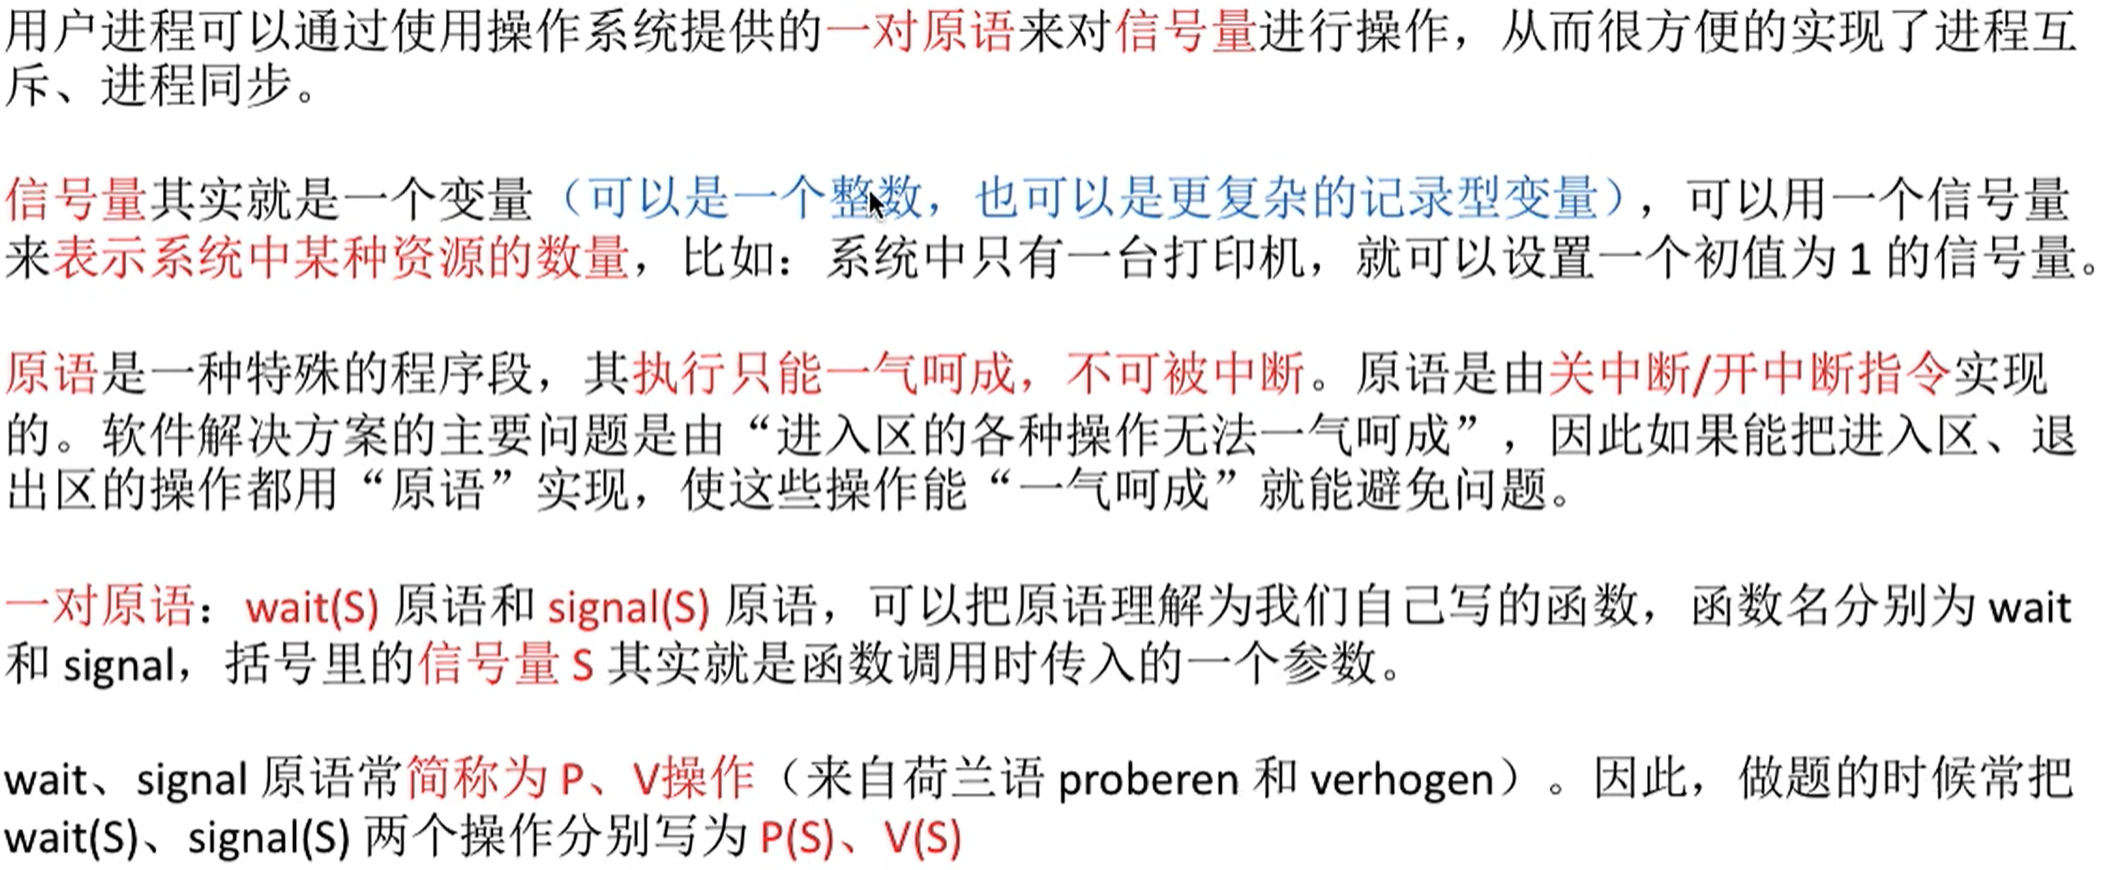 用户进程可以通过使用操作系统提供的一对原语来对信号量进行操作，从而很方便的实现了进程互
斥、进程同步。
信号量其实就是一个变量（可以是一个整数，也可以是更复杂的记录型变量），可以用一个信号量
来表示系统中某种资源的数量，比如：系统中只有一台打印机，就可以设置一个初值为 1 的信号量。
原语是一种特殊的程序段，其执行只能一气呵成，不可被中断。原语是由关中断/开中断指令实现
的。软件解决方案的主要问题是由“进入区的各种操作无法一气呵成”，因此如果能把进入区、退
出区的操作都用“原语”实现，使这些操作能“一气呵成”就能避免问题。
一对原语：wait(S) 原语和 signal(S) 原语，可以把原语理解为我们自己写的函数，函数名分别为 wait
和 signal，括号里的信号量 S 其实就是函数调用时传入的一个参数。
wait、signal 原语常简称为 P、V操作（来自荷兰语 proberen 和 verhogen）。因此，做题的时候常把
wait(S)、signal(S) 两个操作分别写为 P(S)、V(S)